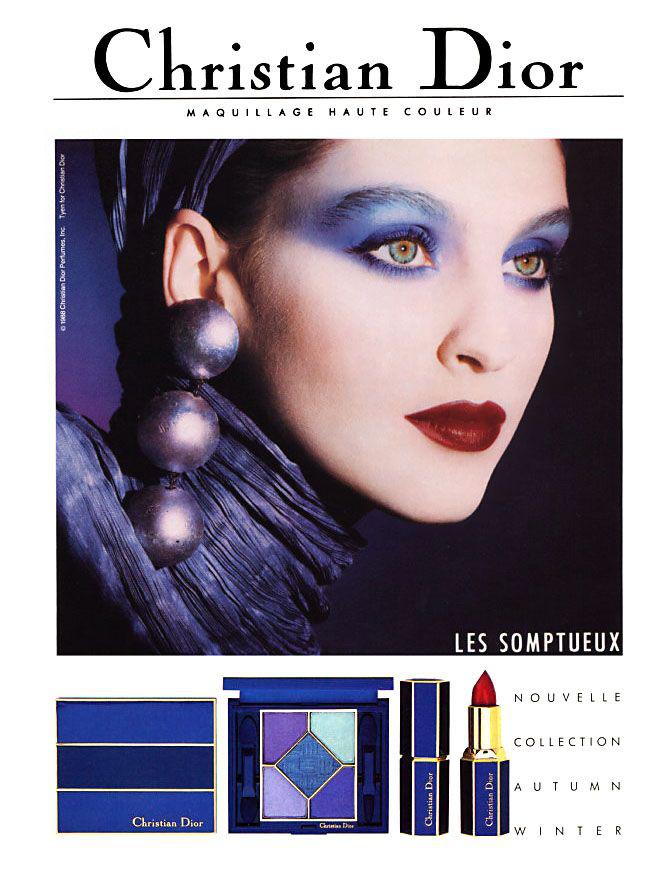 Christian Dior
MAQUILLAGE HAUTE COULEUR
© 1988 Christian Dior Perfumes, Inc. Tyen for Christian Dior
LES SOMPTUEUX
Christian Dior
Christian Dior
Christian Dior
Christian Dior
NOUVELLE
COLLECTION
AUTUMN
WINTER